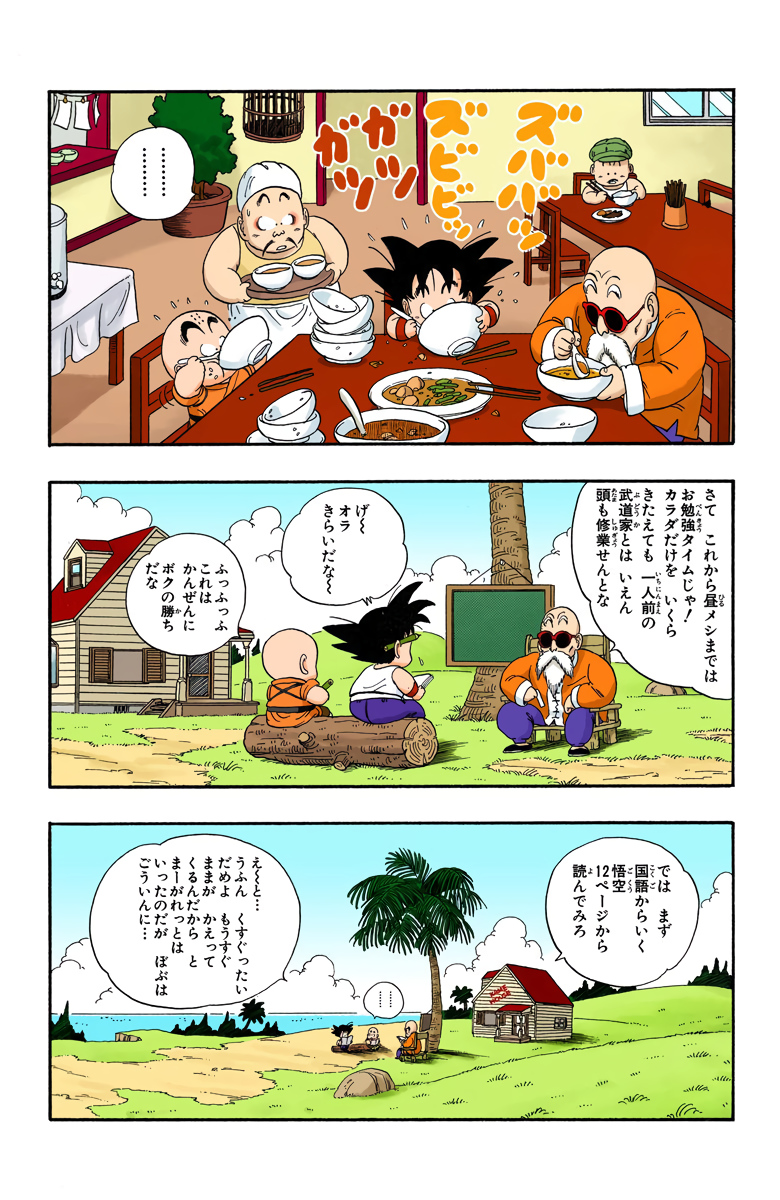 ズババッ
ズビビッ
ガツ
ガツ
………
さて これから昼メシまでは
お勉強タイムじゃ！
カラダだけを いくら
きたえても 一人前の
武道家とは いえん
頭も修業せんとな
げ〜
オラ
きらいだな〜
ふっふっふ
これは
かんぜんに
ボクの勝ち
だな
では まず
国語からいく
悟空
12ページから
読んでみろ
KAME
HOUSE
……
え〜と…
うふん くすぐったい
だめよ もうすぐ
ままが かえって
くるんだから と
まーがれっとは
いったのだが ぼぶは
ごういんに…